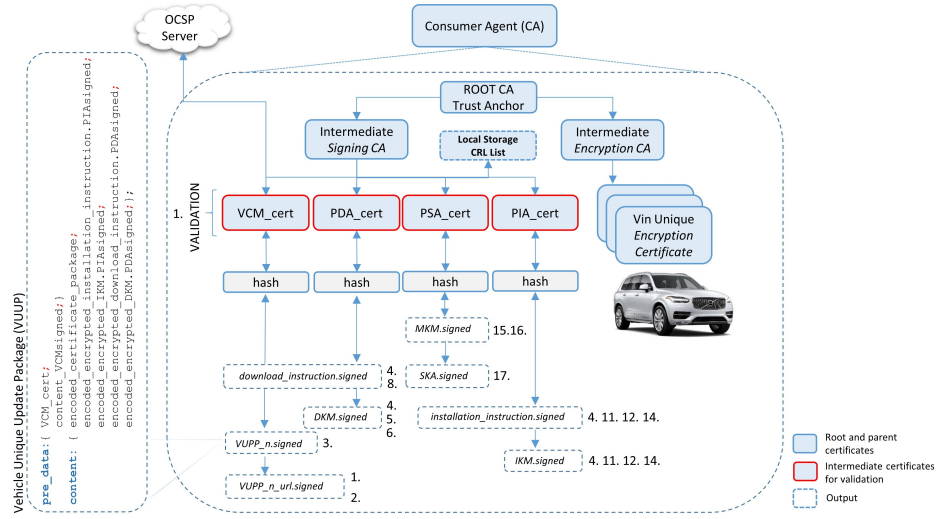 OCSP
Server
Consumer Agent (CA)
ROOT CA
Trust Anchor
Intermediate
Signing CA
Local Storage
CRL List
Intermediate
Encryption CA
1.
VALIDATION
VCM_cert
PDA_cert
PSA_cert
PIA_cert
Vin Unique
Encryption
Certificate
hash
hash
hash
hash
MKM.signed
15.16.
download_instruction.signed
4.
8.
SKA.signed
17.
DKM.signed
4.
5.
6.
installation_instruction.signed
4. 11. 12. 14.
VUPP_n.signed
3.
IKM.signed
4. 11. 12. 14.
VUPP_n_url.signed
1.
2.
Root and parent
certificates
Intermediate certificates
for validation
Output
Vehicle Unique Update Package (VUUP)
pre_data:{ VCM_cert;
content_VCMsigned;}
content: { encoded_certificate_package;
encoded_encrypted_installation_instruction.PIAsigned;
encoded_encrypted_IKM.PIAsigned;
encoded_encrypted_download_instruction.PDAsigned;
encoded_encrypted_DKM.PDAsigned;};